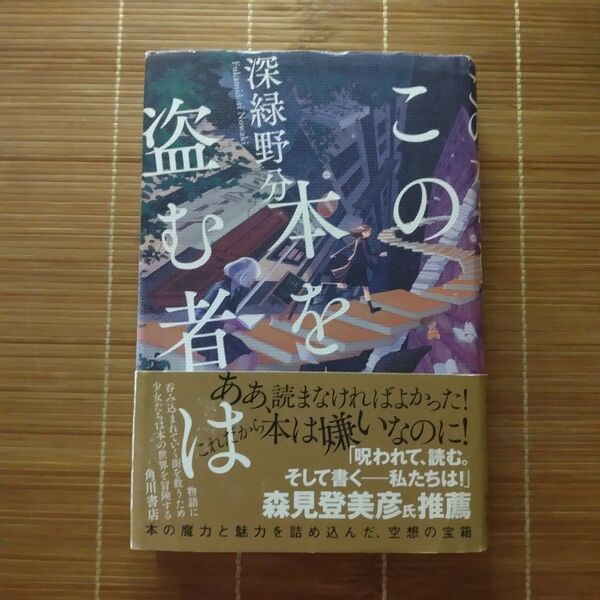 この
本を
盗む者
は
深緑野分
Fukamidori Nowaki
ああ、読まなければよかった!
これだから本は嫌いなのに!
「呪われて、読む。
そして書く──私たちは!」
森見登美彦氏推薦
物語に
呑み込まれていく街を救うため
少女たちは本の世界を冒険する
角川書店
本の魔力と魅力を詰め込んだ、空想の宝箱